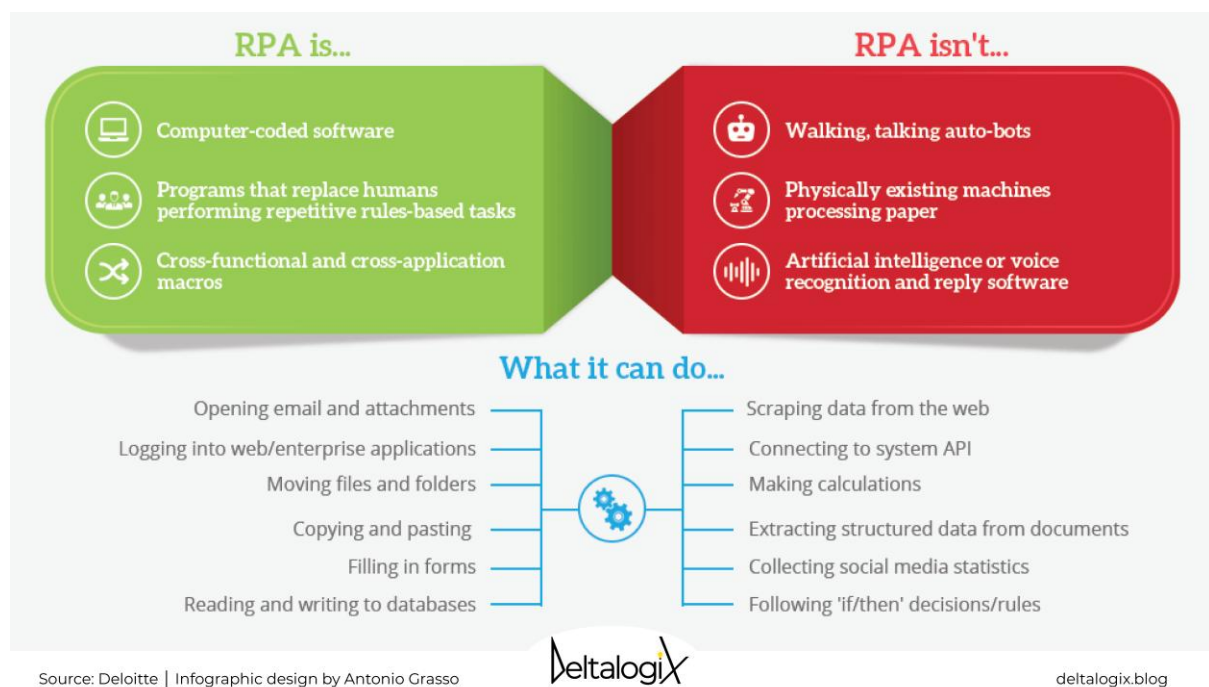 RPA is...
Computer-coded software
Programs that replace humans
performing repetitive rules-based tasks
Cross-functional and cross-application
macros
RPA isn't...
Walking, talking auto-bots
Physically existing machines
processing paper
Artificial intelligence or voice
recognition and reply software
What it can do...
Opening email and attachments
Logging into web/enterprise applications
Moving files and folders
Copying and pasting
Filling in forms
Reading and writing to databases
Scraping data from the web
Connecting to system API
Making calculations
Extracting structured data from documents
Collecting social media statistics
Following 'if/then' decisions/rules
Source: Deloitte | Infographic design by Antonio Grasso
DeltalogiX
deltalogix.blog